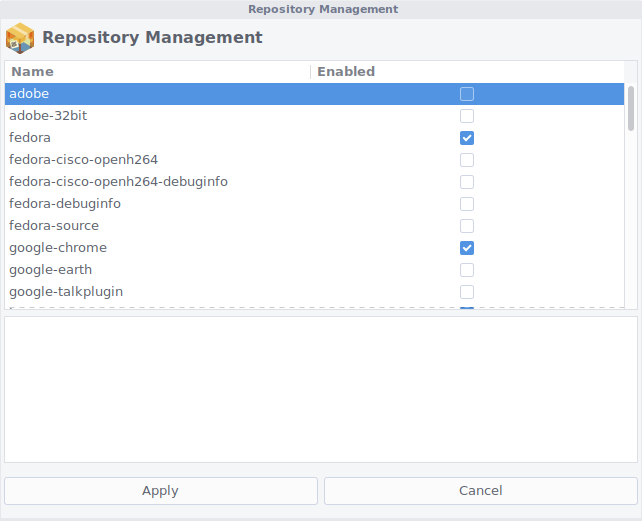 Repository Management
Repository Management
Name Enabled
adobe
adobe-32bit
fedora
fedora-cisco-openh264
fedora-cisco-openh264-debuginfo
fedora-debuginfo
fedora-source
google-chrome
google-earth
google-talkplugin
Apply Cancel